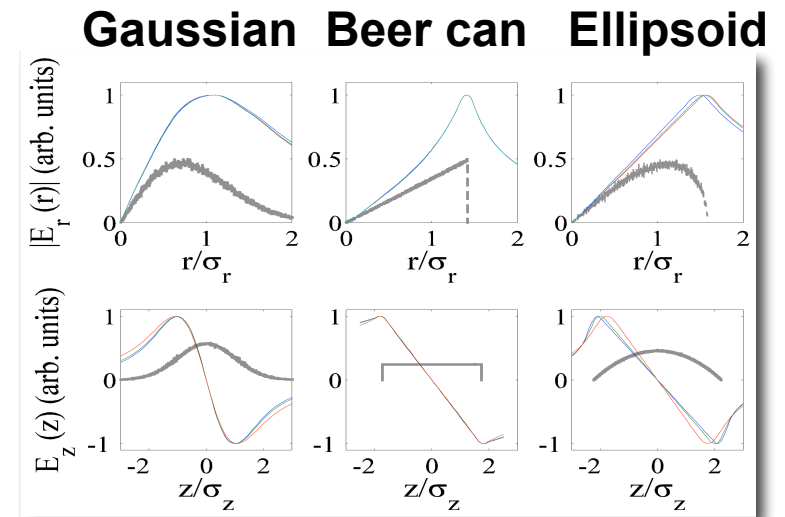 Gaussian Beer can Ellipsoid
|E_r (r)| (arb. units)
1
0.5
0
0 1 2
r/σ_r
1
0.5
0
0 1 2
r/σ_r
1
0.5
0
0 1 2
r/σ_r
E_z (z) (arb. units)
1
0
-1
-2 0 2
z/σ_z
1
0
-1
-2 0 2
z/σ_z
1
0
-1
-2 0 2
z/σ_z